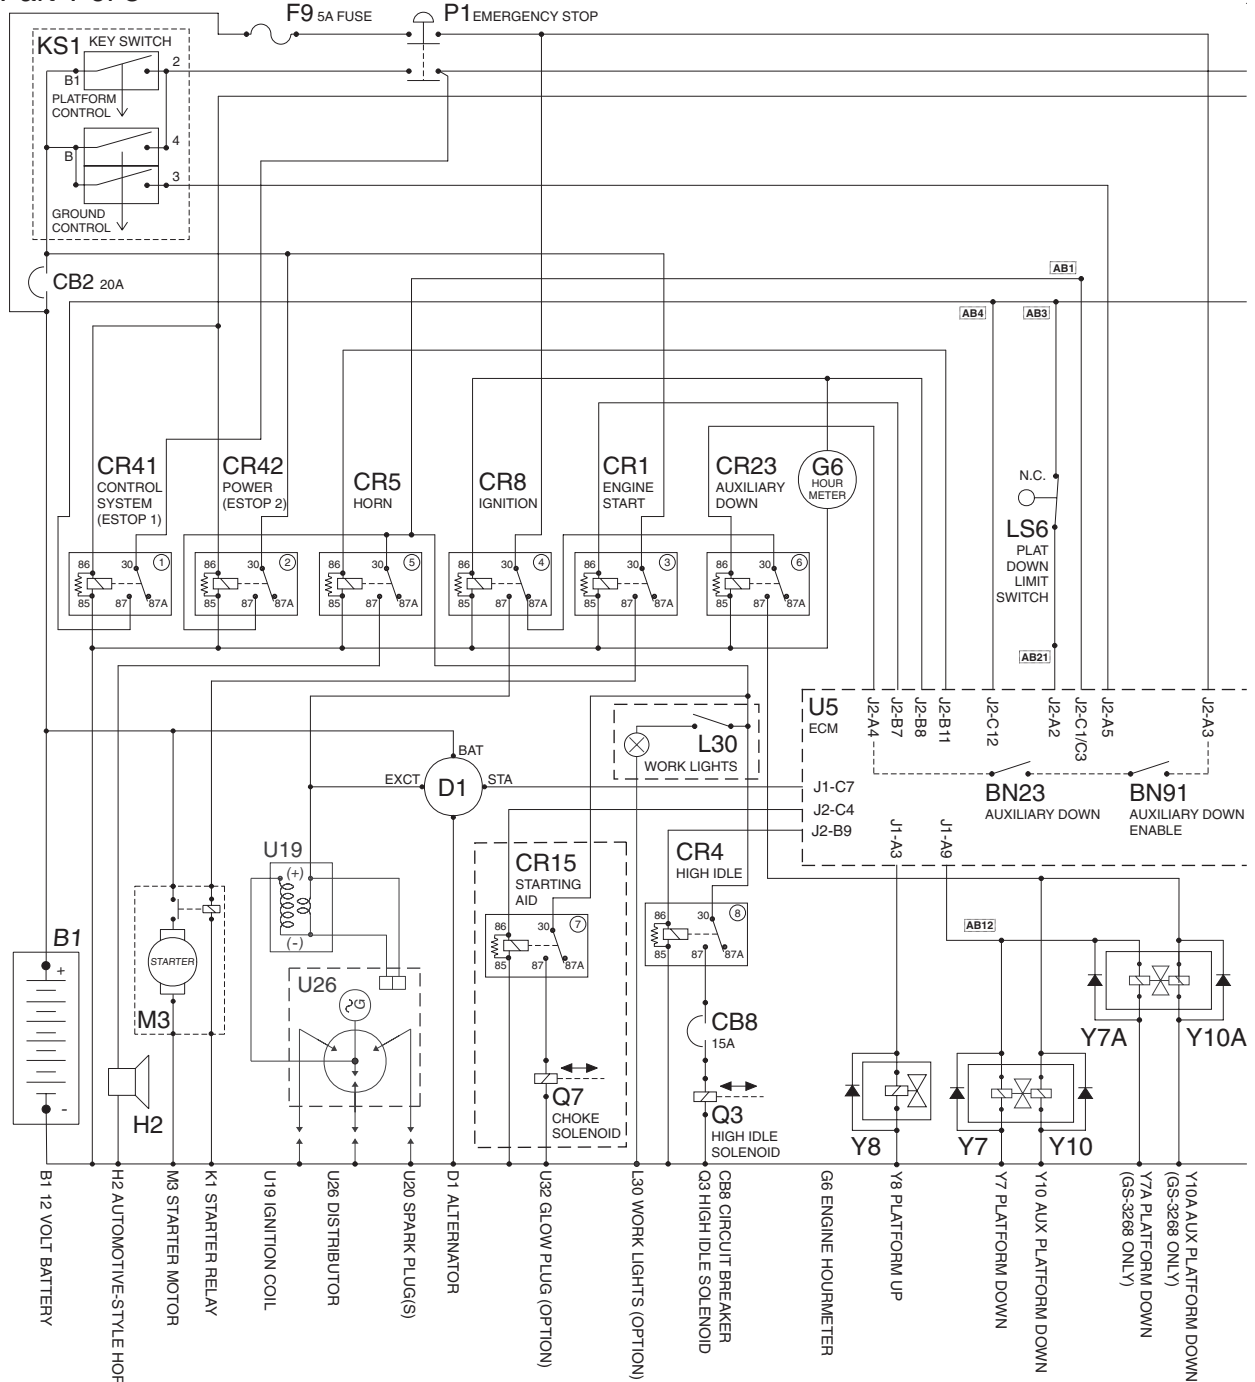 F9 5A FUSE
P1 EMERGENCY STOP
KS1 KEY SWITCH
2
B1
PLATFORM
CONTROL
4
B
3
GROUND
CONTROL
CB2 20A
AB1
AB4
AB3
CR41
CONTROL
SYSTEM
(ESTOP 1)
CR42
POWER
(ESTOP 2)
CR5
HORN
CR8
IGNITION
CR1
ENGINE
START
CR23
AUXILIARY
DOWN
G6
HOUR
METER
N.C.
LS6
PLAT
DOWN
LIMIT
SWITCH
86 30 1
85 87 87A
86 30 2
85 87 87A
86 30 5
85 87 87A
86 30 4
85 87 87A
86 30 3
85 87 87A
86 30 6
85 87 87A
AB21
U5
ECM
J2-A4
J2-B7
J2-B8
J2-B11
J2-C12
J2-A2
J2-C1/C3
J2-A5
J2-A3
L30
WORK LIGHTS
BAT
EXCT
D1
STA
J1-C7
J2-C4
J2-B9
BN23
AUXILIARY DOWN
BN91
AUXILIARY DOWN
ENABLE
J1-A3
J1-A9
U19
(+)
(-)
CR15
STARTING
AID
CR4
HIGH IDLE
86 30 7
85 87 87A
86 30 8
85 87 87A
AB12
B1
+
-
STARTER
M3
H2
U26
G
CB8
15A
Q7
CHOKE
SOLENOID
Q3
HIGH IDLE
SOLENOID
Y7A
Y10A
Y8
Y7
Y10
B1 12 VOLT BATTERY
H2 AUTOMOTIVE-STYLE
M3 STARTER MOTOR
K1 STARTER RELAY
U19 IGNITION COIL
U26 DISTRIBUTOR
U20 SPARK PLUG(S)
D1 ALTERNATOR
U32 GLOW PLUG (OPTION)
L30 WORK LIGHTS (OPTION)
Q3 HIGH IDLE SOLENOID
CB8 CIRCUIT BREAKER
G6 ENGINE HOURMETER
Y8 PLATFORM UP
Y7 PLATFORM DOWN
Y10 AUX PLATFORM DOWN
Y7A PLATFORM DOWN
(GS-3268 ONLY)
Y10A AUX PLATFORM DOWN
(GS-3268 ONLY)